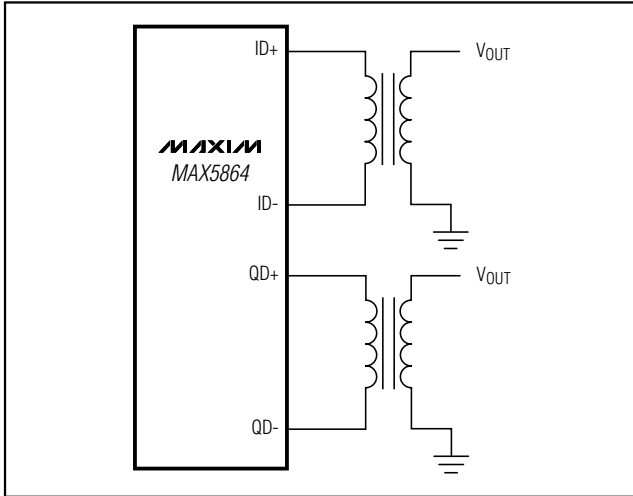 ID+
VOUT
MAXIM
MAX5864
ID-
QD+
VOUT
QD-